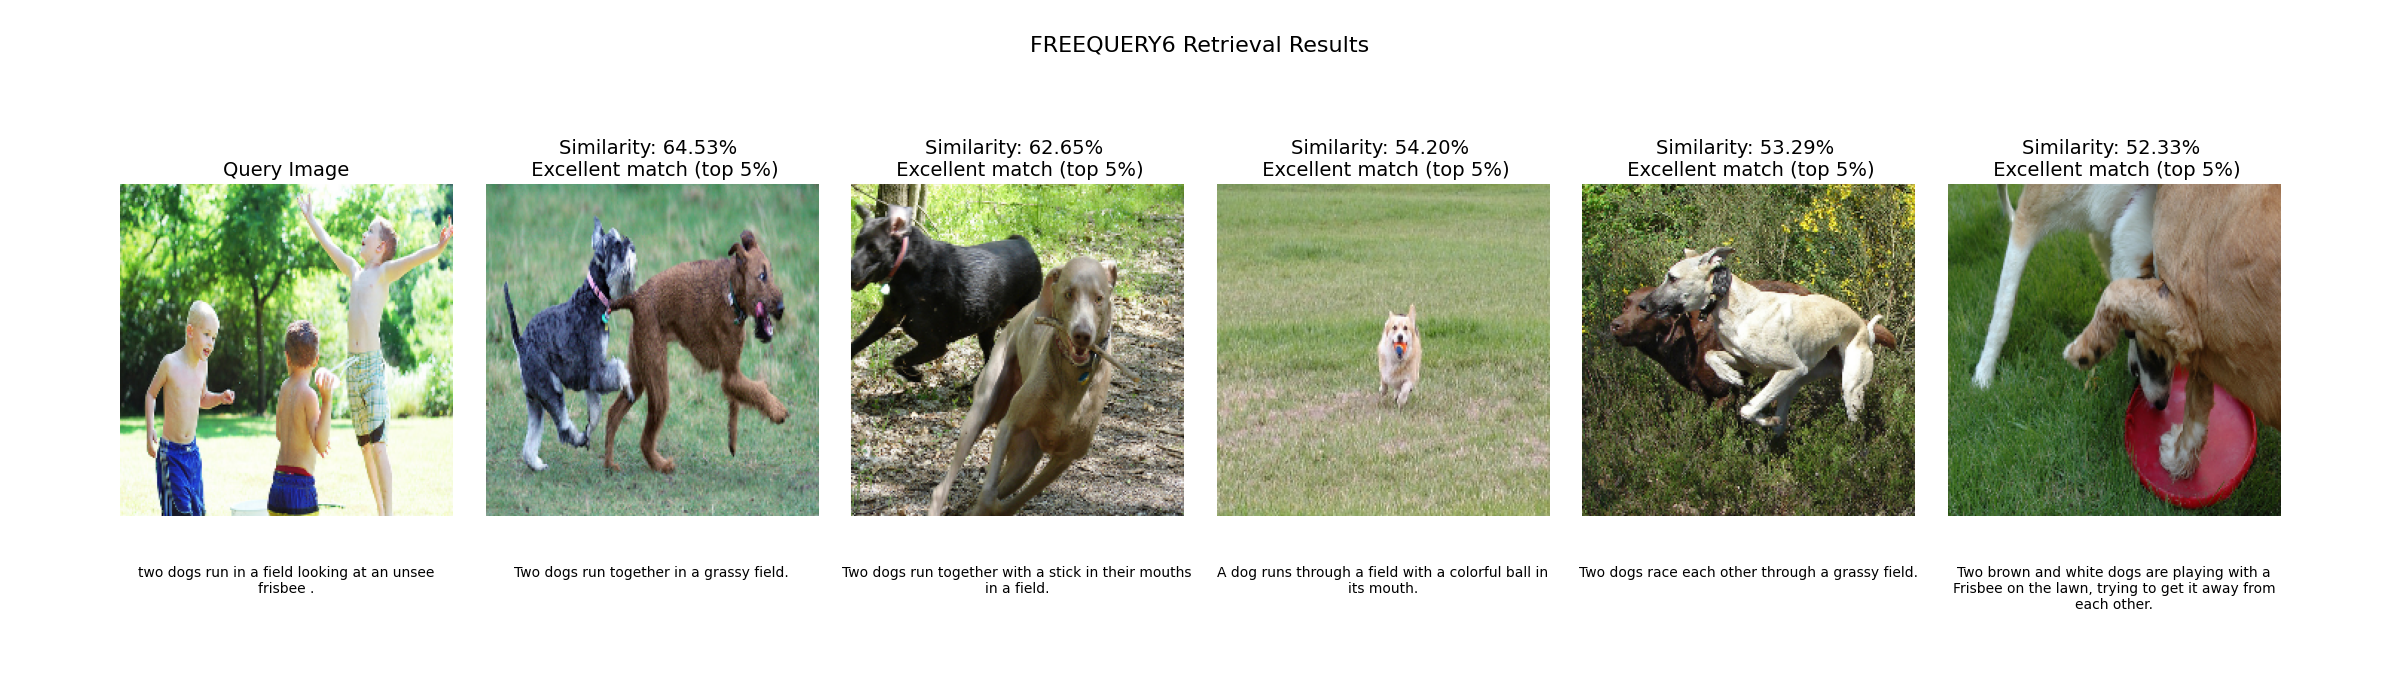 FREEQUERY6 Retrieval Results
Query Image
Similarity: 64.53%
Excellent match (top 5%)
Similarity: 62.65%
Excellent match (top 5%)
Similarity: 54.20%
Excellent match (top 5%)
Similarity: 53.29%
Excellent match (top 5%)
Similarity: 52.33%
Excellent match (top 5%)
two dogs run in a field looking at an unsee
frisbee .
Two dogs run together in a grassy field.
Two dogs run together with a stick in their mouths
in a field.
A dog runs through a field with a colorful ball in
its mouth.
Two dogs race each other through a grassy field.
Two brown and white dogs are playing with a
Frisbee on the lawn, trying to get it away from
each other.